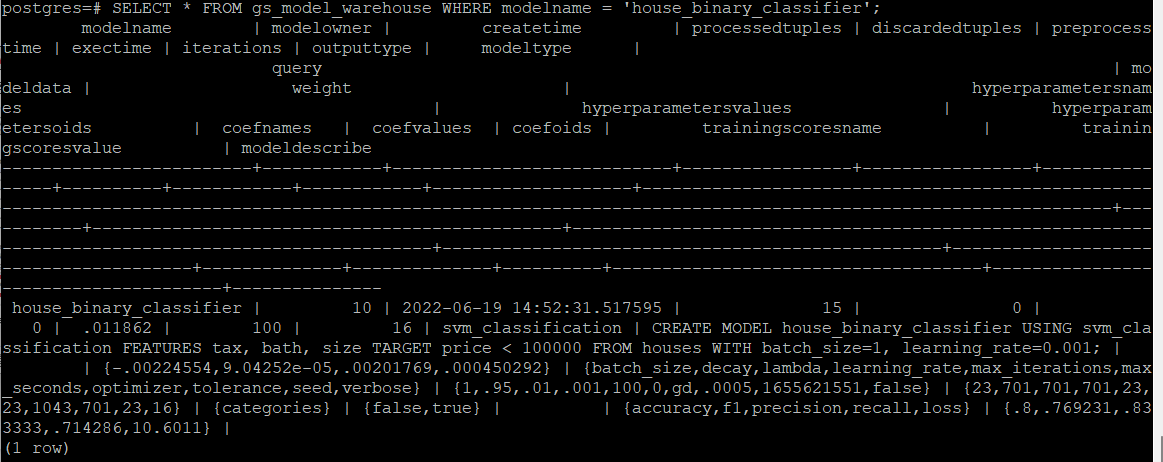 postgres=# SELECT * FROM gs_model_warehouse WHERE modelname = 'house_binary_classifier';
        modelname        | modelowner |         createtime         | processedtuples | discardedtuples | preprocess
time | exectime | iterations | outputtype |     modeltype      |
                           query                                                                               | mo
deldata |                    weight                     |                                        hyperparametersnam
es                                         |              hyperparametersvalues               |          hyperparam
etersoids          |  coefnames   |  coefvalues  | coefoids |         trainingscoresname          |         trainin
gscoresvalue          | modeldescribe
-------------------------+------------+----------------------------+-----------------+-----------------+-----------
-----+----------+------------+------------+--------------------+---------------------------------------------------
---------------------------------------------------------------------------------------------------------------+---
--------+-----------------------------------------------+----------------------------------------------------------
-------------------------------------------+--------------------------------------------------+--------------------
-------------------+--------------+--------------+----------+-------------------------------------+----------------
----------------------+---------------
 house_binary_classifier |         10 | 2022-06-19 14:52:31.517595 |              15 |               0 |
   0 |  .011862 |        100 |         16 | svm_classification | CREATE MODEL house_binary_classifier USING svm_cla
ssification FEATURES tax, bath, size TARGET price < 100000 FROM houses WITH batch_size=1, learning_rate=0.001; |
        | {-.00224554,9.04252e-05,.00201769,.000450292} | {batch_size,decay,lambda,learning_rate,max_iterations,max
_seconds,optimizer,tolerance,seed,verbose} | {1,.95,.01,.001,100,0,gd,.0005,1655621551,false} | {23,701,701,701,23,
23,1043,701,23,16} | {categories} | {false,true} |          | {accuracy,f1,precision,recall,loss} | {.8,.769231,.83
3333,.714286,10.6011} |
(1 row)